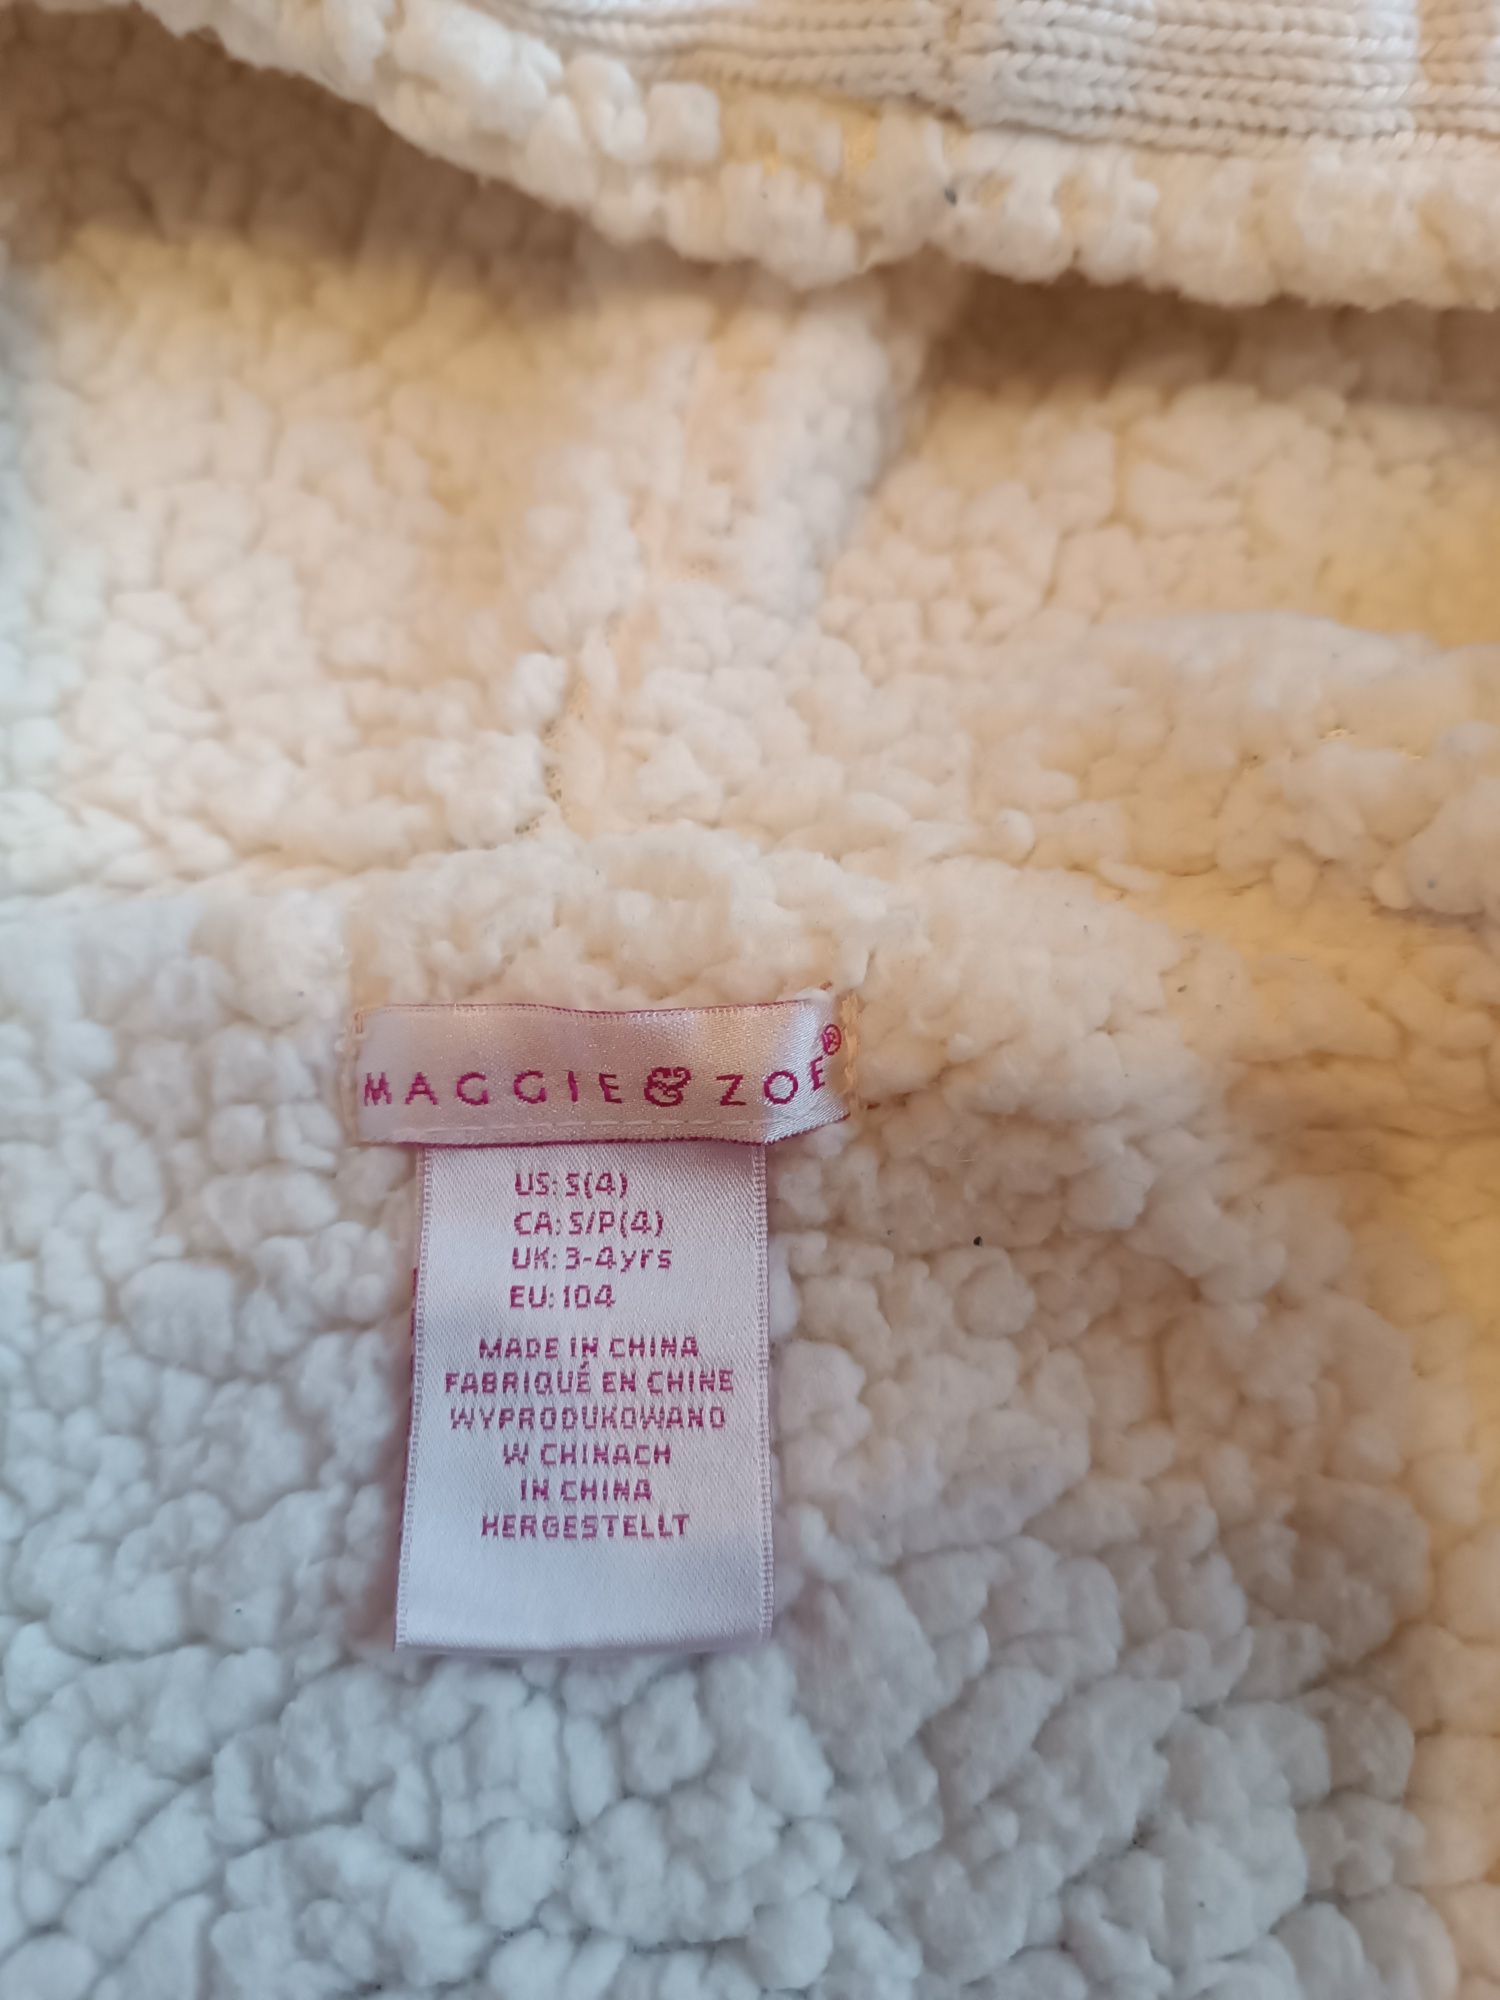 MAGGIE & ZOE®
US: S(4)
CA: S/P(4)
UK: 3-4yrs
EU: 104
MADE IN CHINA
FABRIQUÉ EN CHINE
WYPRODUKOWANO
W CHINACH
IN CHINA
HERGESTELLT